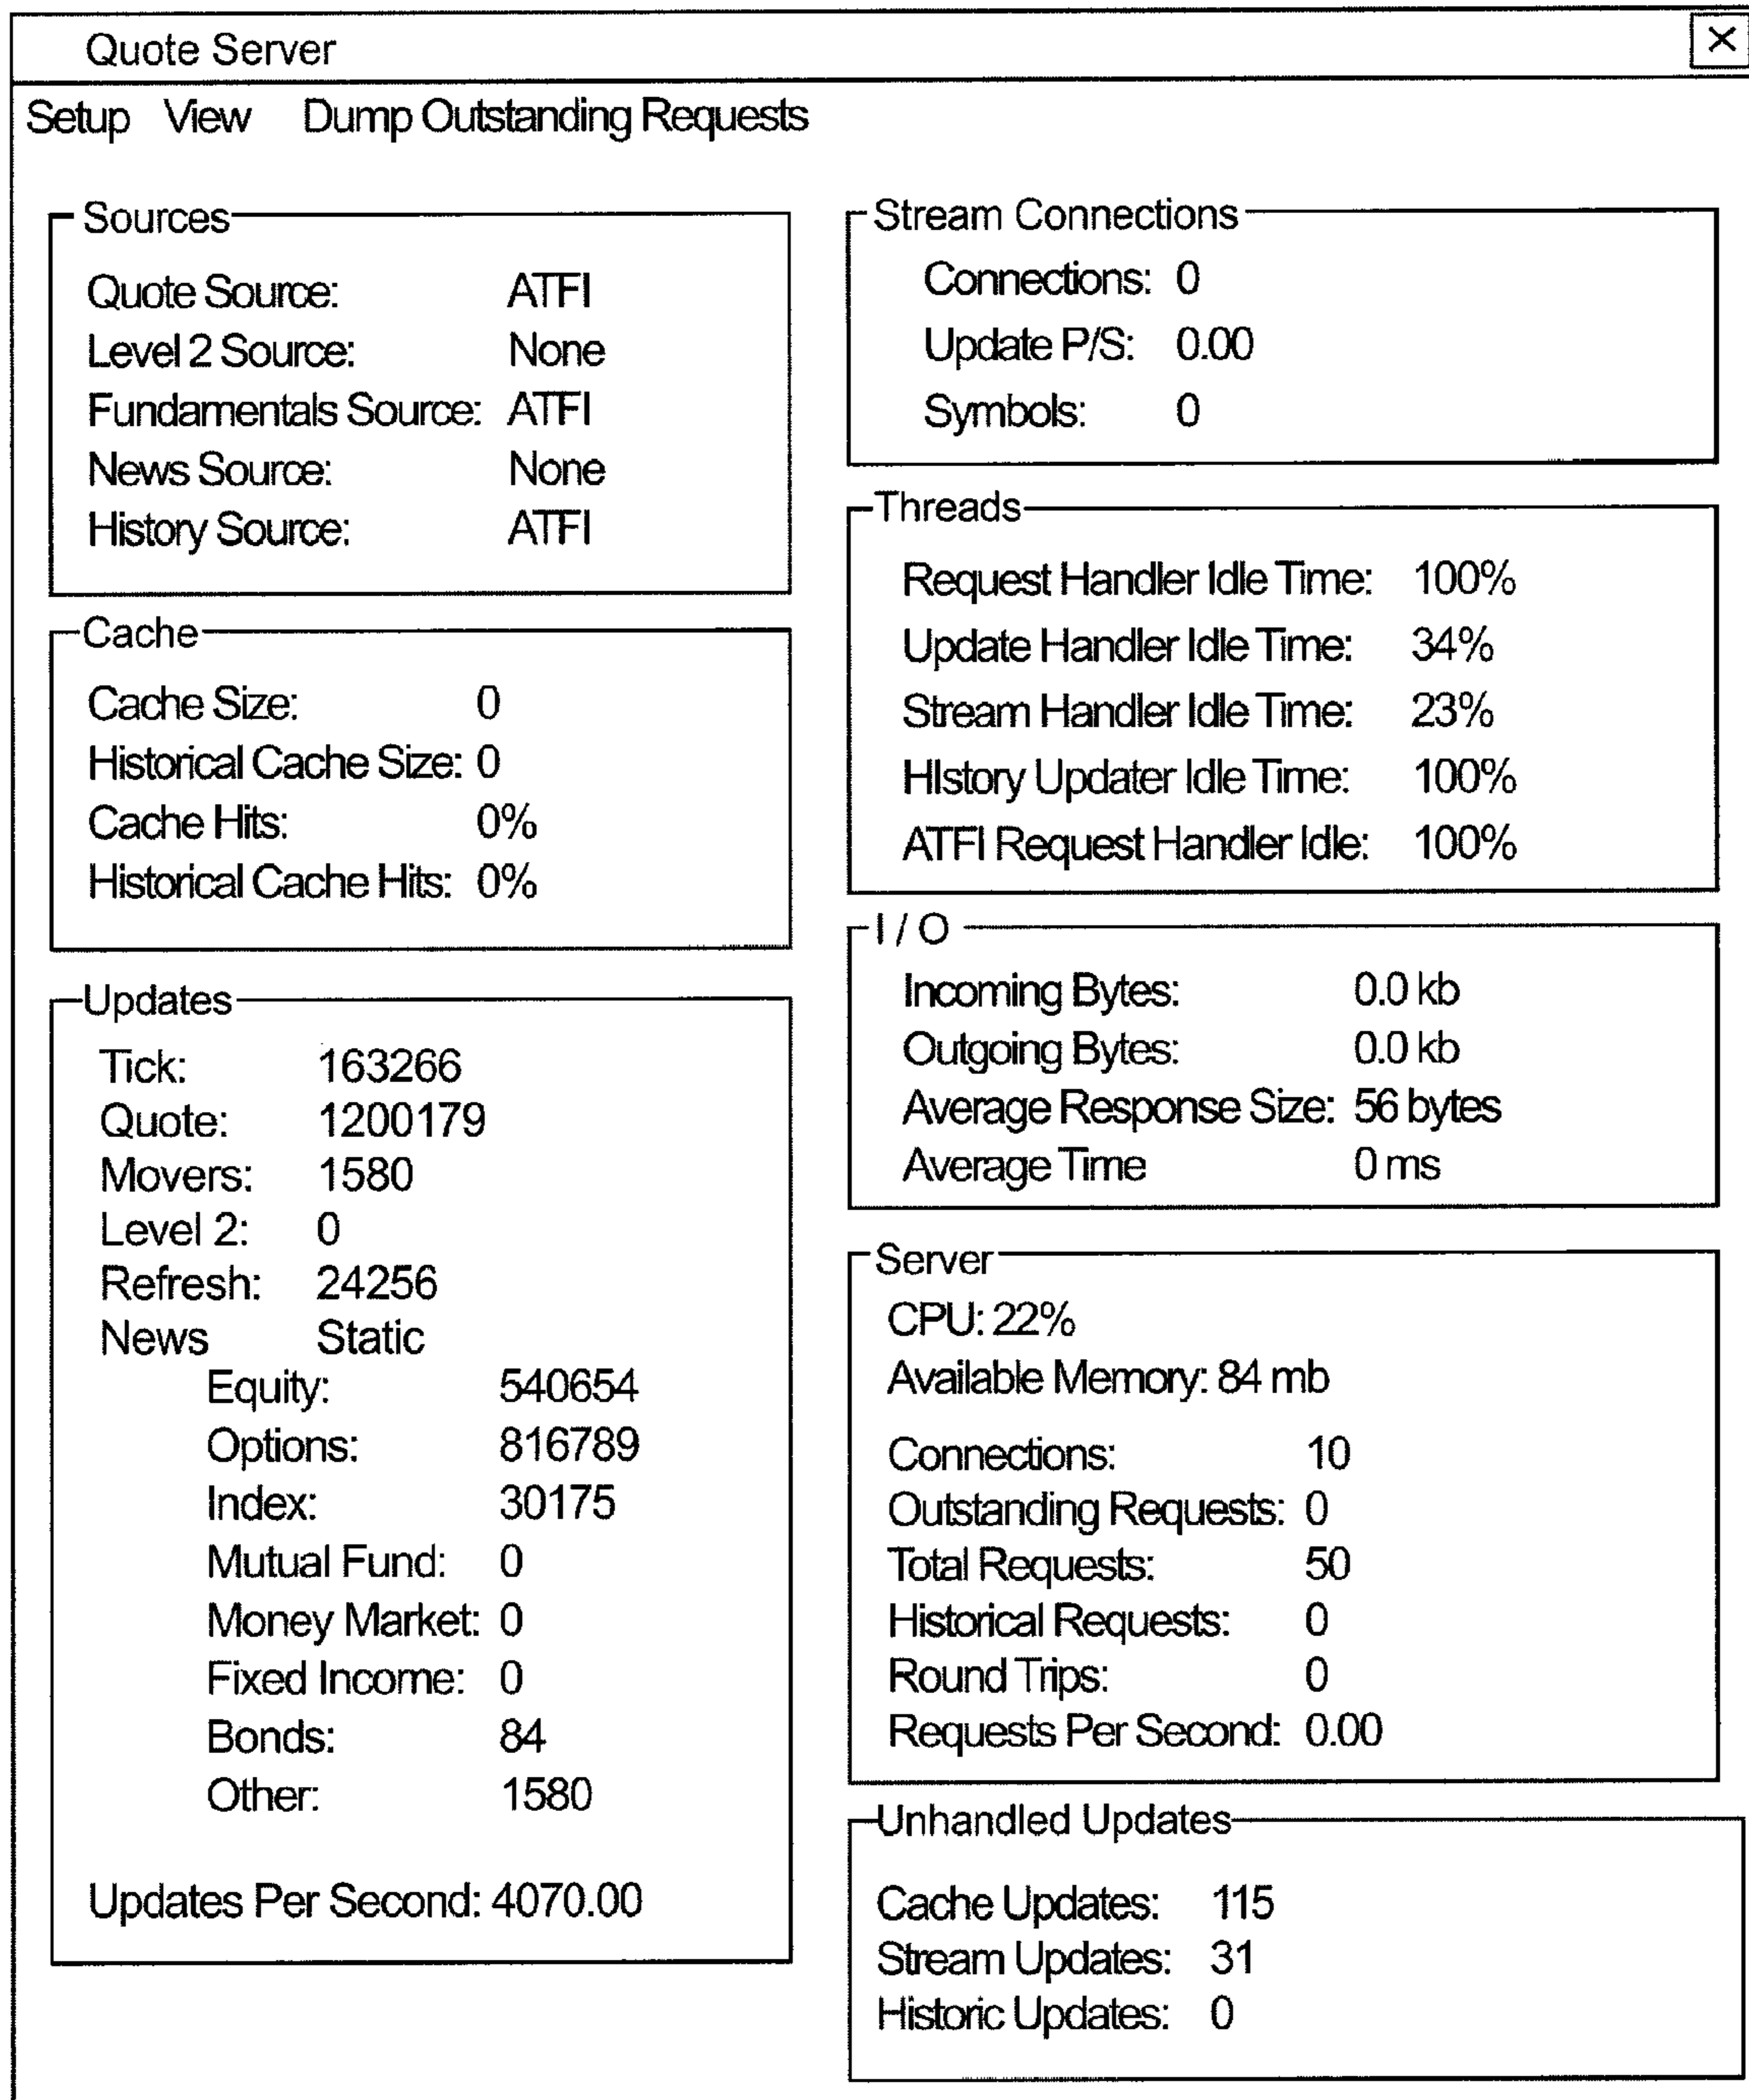 Quote Server
Setup View Dump Outstanding Requests
Sources
Quote Source: ATFI
Level 2 Source: None
Fundamentals Source: ATFI
News Source: None
History Source: ATFI
Cache
Cache Size: 0
Historical Cache Size: 0
Cache Hits: 0%
Historical Cache Hits: 0%
Updates
Tick: 163266
Quote: 1200179
Movers: 1580
Level 2: 0
Refresh: 24256
News Static
Equity: 540654
Options: 816789
Index: 30175
Mutual Fund: 0
Money Market: 0
Fixed Income: 0
Bonds: 84
Other: 1580
Updates Per Second: 4070.00
Stream Connections
Connections: 0
Update P/S: 0.00
Symbols: 0
Threads
Request Handler Idle Time: 100%
Update Handler Idle Time: 34%
Stream Handler Idle Time: 23%
HIstory Updater Idle Time: 100%
ATFI Request Handler Idle: 100%
I / O
Incoming Bytes: 0.0 kb
Outgoing Bytes: 0.0 kb
Average Response Size: 56 bytes
Average Time 0 ms
Server
CPU: 22%
Available Memory: 84 mb
Connections: 10
Outstanding Requests: 0
Total Requests: 50
Historical Requests: 0
Round Trips: 0
Requests Per Second: 0.00
Unhandled Updates
Cache Updates: 115
Stream Updates: 31
Historic Updates: 0